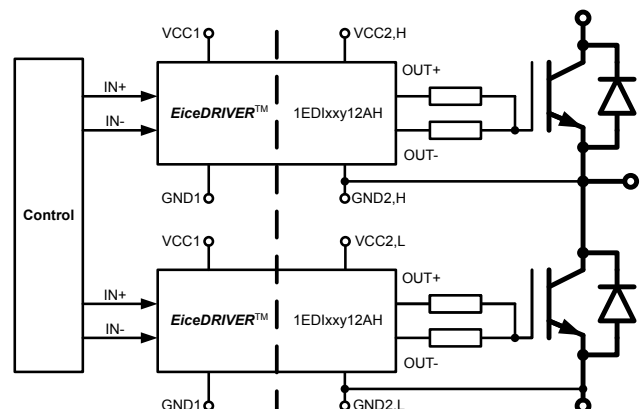 VCC1
VCC2,H
IN+
IN-
EiceDRIVER™
1EDIxxy12AH
OUT+
OUT-
GND1
GND2,H
Control
VCC1
VCC2,L
IN+
IN-
EiceDRIVER™
1EDIxxy12AH
OUT+
OUT-
GND1
GND2,L